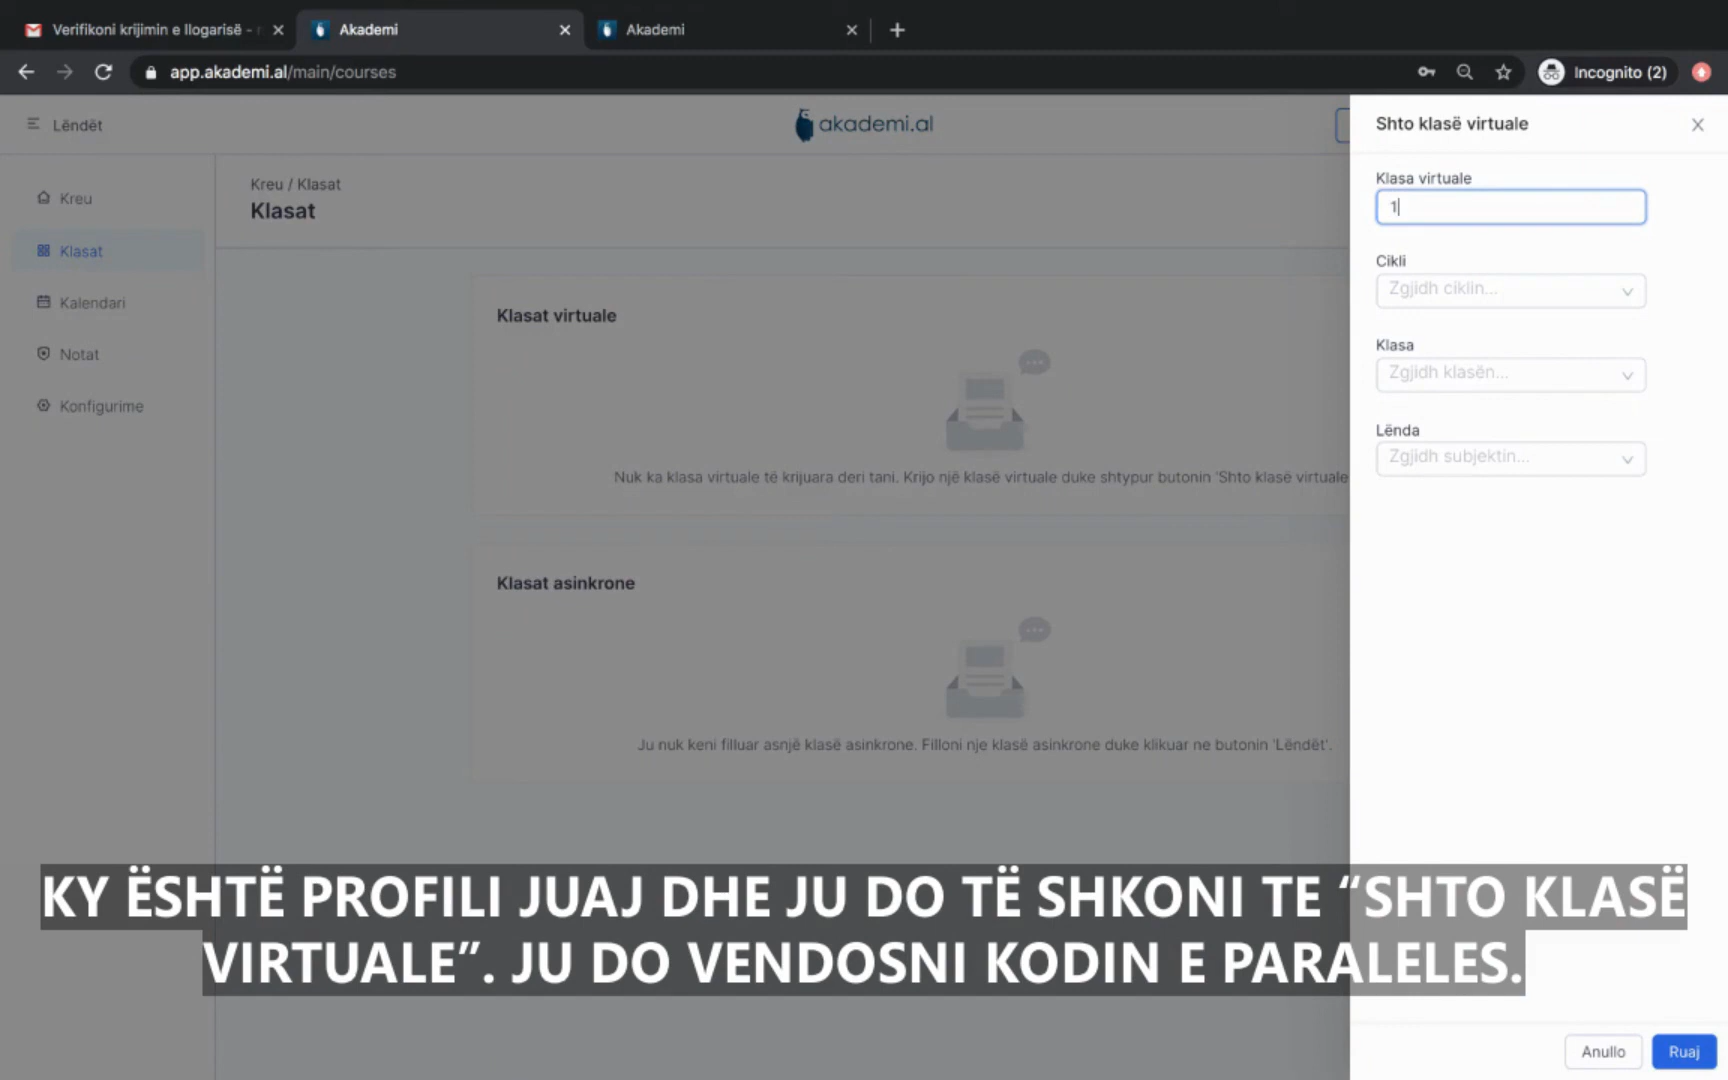 Verifikoni krijimin e llogarisë -
Akademi
Akademi
app.akademi.al/main/courses
Incognito (2)
Lëndët
akademi.al
Shto klasë virtuale
Kreu
Klasat
Kalendari
Notat
Konfigurime
Kreu / Klasat
Klasat
Klasat virtuale
Nuk ka klasa virtuale të krijuara deri tani. Krijo një klasë virtuale duke shtypur butonin 'Shto klasë virtuale
Klasat asinkrone
Ju nuk keni filluar asnjë klasë asinkrone. Filloni nje klasë asinkrone duke klikuar ne butonin 'Lëndët'.
Klasa virtuale
1
Cikli
Zgjidh ciklin...
Klasa
Zgjidh klasën...
Lënda
Zgjidh subjektin...
KY ËSHTË PROFILI JUAJ DHE JU DO TË SHKONI TE “SHTO KLASË
VIRTUALE”. JU DO VENDOSNI KODIN E PARALELES.
Anullo
Ruaj